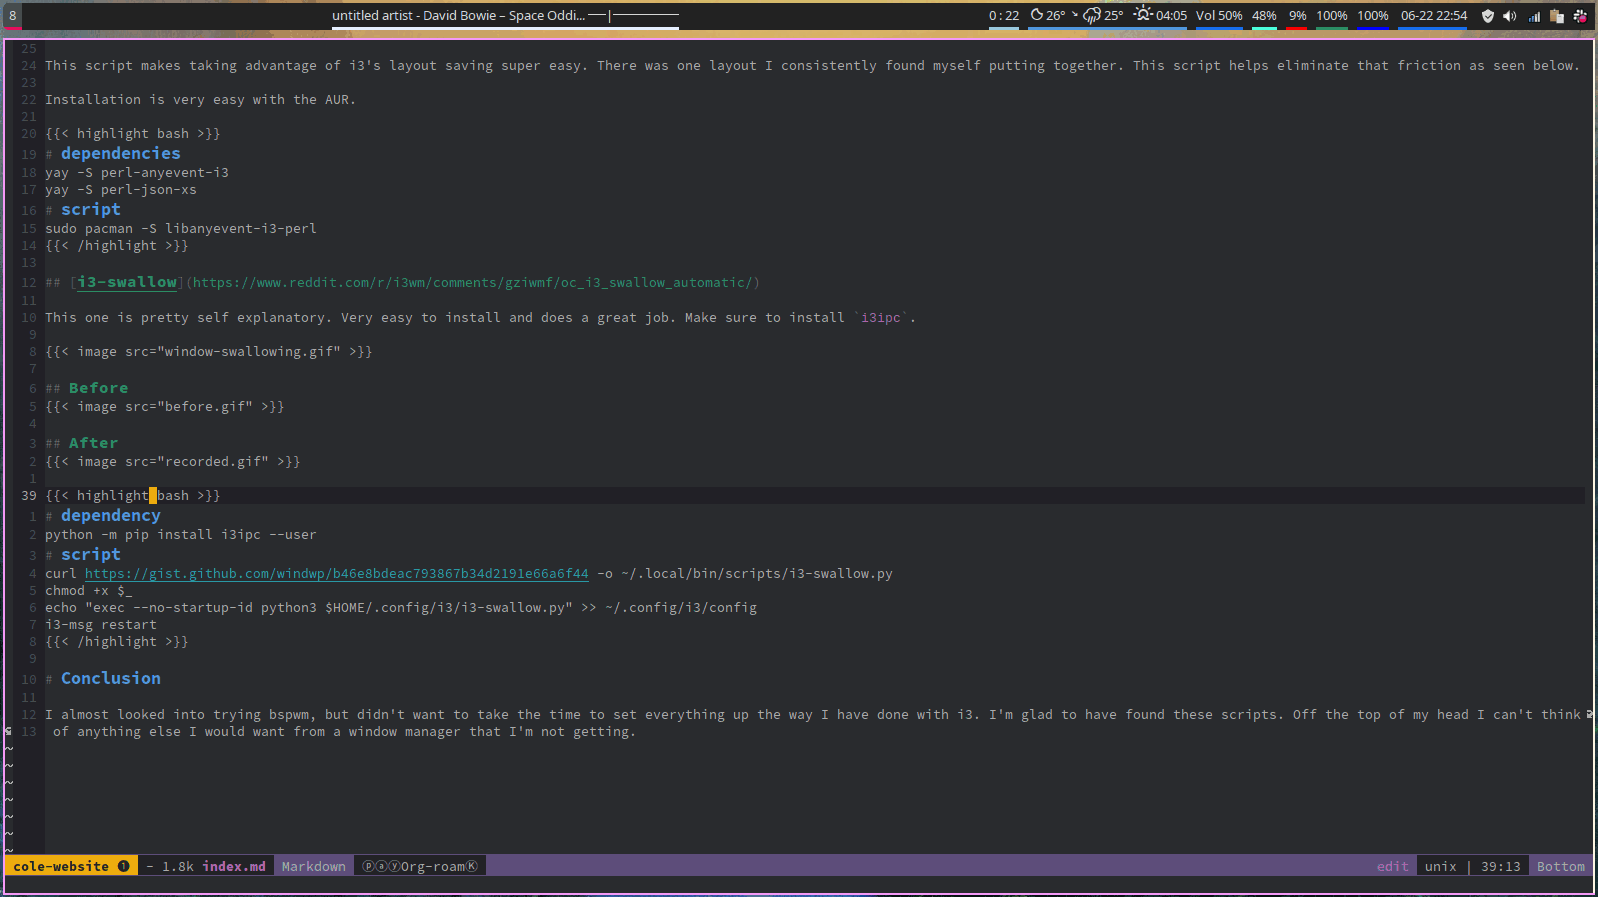 8 untitled artist - David Bowie – Space Oddi... 0 : 22 26° 25° 04:05 Vol 50% 48% 9% 100% 100% 06-22 22:54
25
24 This script makes taking advantage of i3's layout saving super easy. There was one layout I consistently found myself putting together. This script helps eliminate that friction as seen below.
23
22 Installation is very easy with the AUR.
21
20 {{< highlight bash >}}
19 # dependencies
18 yay -S perl-anyevent-i3
17 yay -S perl-json-xs
16 # script
15 sudo pacman -S libanyevent-i3-perl
14 {{< /highlight >}}
13
12 ## [i3-swallow](https://www.reddit.com/r/i3wm/comments/gziwmf/oc_i3_swallow_automatic/)
11
10 This one is pretty self explanatory. Very easy to install and does a great job. Make sure to install `i3ipc`.
9
8 {{< image src="window-swallowing.gif" >}}
7
6 ## Before
5 {{< image src="before.gif" >}}
4
3 ## After
2 {{< image src="recorded.gif" >}}
1
39 {{< highlight bash >}}
1 # dependency
2 python -m pip install i3ipc --user
3 # script
4 curl https://gist.github.com/windwp/b46e8bdeac793867b34d2191e66a6f44 -o ~/.local/bin/scripts/i3-swallow.py
5 chmod +x $_
6 echo "exec --no-startup-id python3 $HOME/.config/i3/i3-swallow.py" >> ~/.config/i3/config
7 i3-msg restart
8 {{< /highlight >}}
9
10 # Conclusion
11
12 I almost looked into trying bspwm, but didn't want to take the time to set everything up the way I have done with i3. I'm glad to have found these scripts. Off the top of my head I can't think
13 of anything else I would want from a window manager that I'm not getting.
~
~
~
~
~
~
~
cole-website ❶ - 1.8k index.md Markdown ⓟⓐⓨOrg-roamⓀ edit unix | 39:13 Bottom